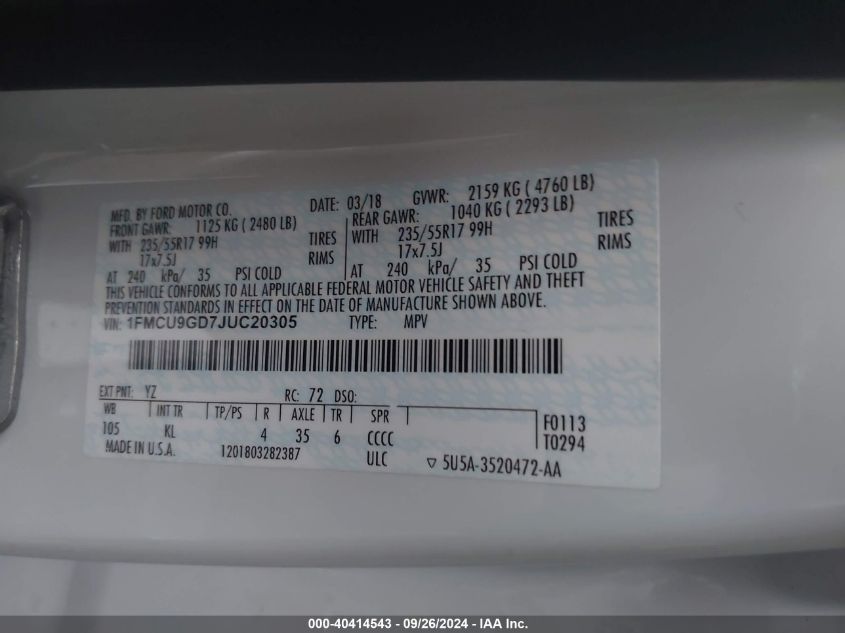 MFD. BY FORD MOTOR CO. DATE: 03/18 GVWR: 2159 KG ( 4760 LB)
FRONT GAWR: 1125 KG ( 2480 LB) REAR GAWR: 1040 KG ( 2293 LB)
WITH 235/55R17 99H TIRES WITH 235/55R17 99H TIRES
17x7.5J RIMS 17x7.5J RIMS
AT 240 kPa/ 35 PSI COLD AT 240 kPa/ 35 PSI COLD
THIS VEHICLE CONFORMS TO ALL APPLICABLE FEDERAL MOTOR VEHICLE SAFETY AND THEFT
PREVENTION STANDARDS IN EFFECT ON THE DATE OF MANUFACTURE SHOWN ABOVE.
VIN: 1FMCU9GD7JUC20305 TYPE: MPV
EXT PNT: YZ RC: 72 DSO:
WB INT TR TP/PS R AXLE TR SPR F0113
105 KL 4 35 6 CCCC T0294
MADE IN U.S.A. 1201803282387 ULC 5U5A-3520472-AA
000-40414543 - 09/26/2024 - IAA Inc.